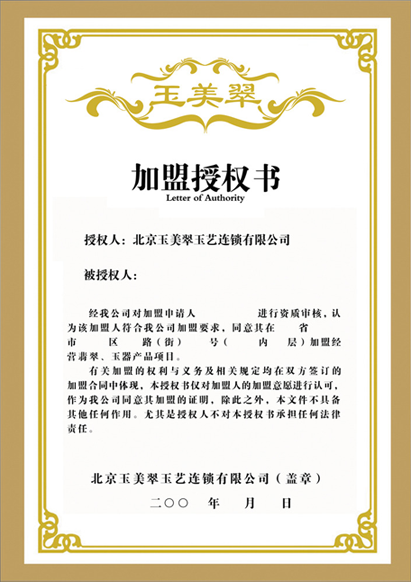 玉美翠
加盟授权书
Letter of Authority
授权人：北京玉美翠玉艺连锁有限公司
被授权人：
经我公司对加盟申请人 进行资质审核，认
为该加盟人符合我公司加盟要求，同意其在 省
市 区 路（街） 号（ 内 层）加盟经
营翡翠、玉器产品项目。
有关加盟的权利与义务及相关规定均在双方签订的
加盟合同中体现，本授权书仅对加盟人的加盟意愿进行认可，
作为我公司同意其加盟的证明，除此之外，本文件不具备
其他任何作用。尤其是授权人不对本授权书承担任何法律
责任。
北京玉美翠玉艺连锁有限公司（盖章）
二〇〇 年 月 日